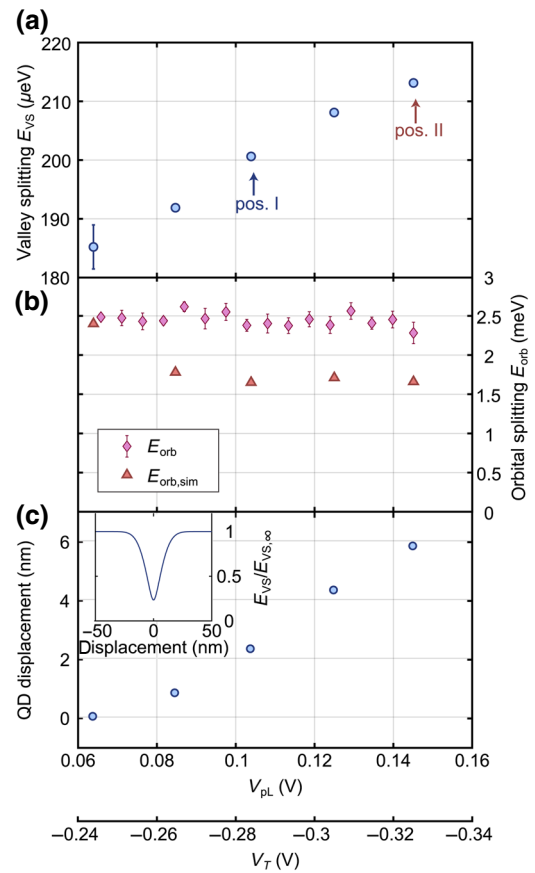 (a)
220
210
200
190
180
Valley splitting E_VS (μeV)
pos. I
pos. II
(b)
3
2.5
2
1.5
1
0.5
0
Orbital splitting E_orb (meV)
E_orb
E_orb,sim
(c)
6
4
2
0
QD displacement (nm)
1
0.5
0
E_VS/E_VS,∞
−50 0 50
Displacement (nm)
0.06 0.08 0.1 0.12 0.14 0.16
V_pL (V)
−0.24 −0.26 −0.28 −0.3 −0.32 −0.34
V_T (V)